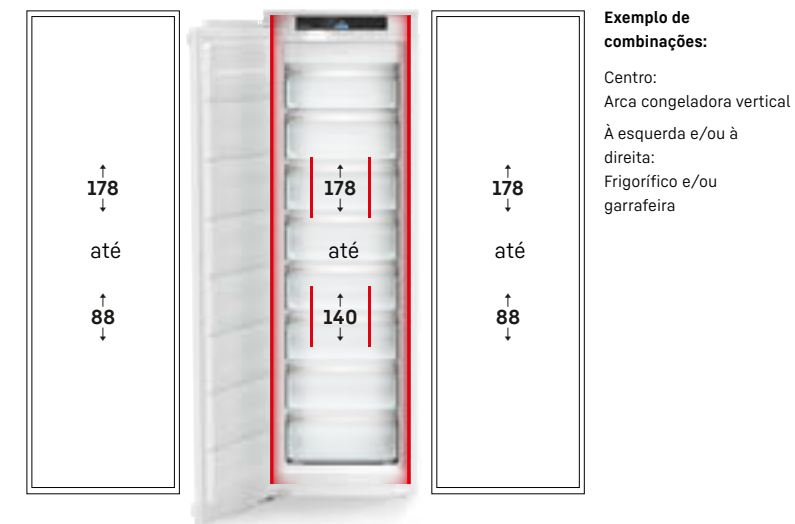 178
até
88
178
até
140
178
até
88
Exemplo de
combinações:
Centro:
Arca congeladora vertical
À esquerda e/ou à
direita:
Frigorífico e/ou
garrafeira